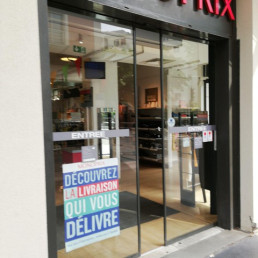 PRIX
ENTRÉE
DÉCOUVREZ
LA LIVRAISON
QUI VOUS
DÉLIVRE